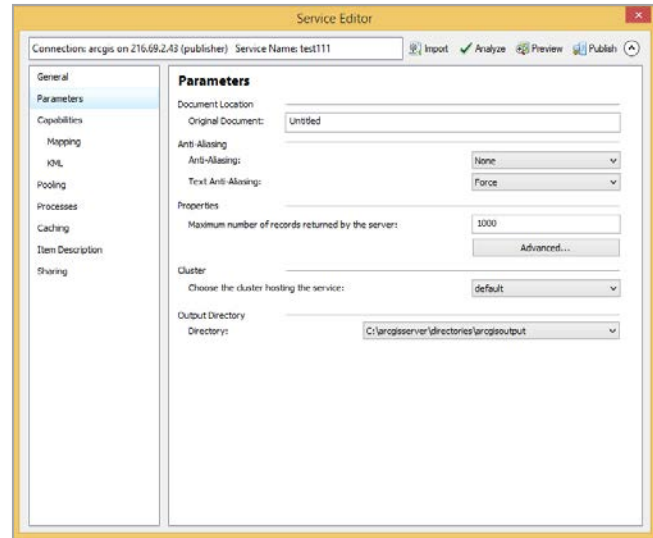 Service Editor
Connection: arcgis on 216.69.2.43 (publisher) Service Name: test111
Import
Analyze
Preview
Publish
General
Parameters
Capabilities
Mapping
KML
Pooling
Processes
Caching
Item Description
Sharing
Parameters
Document Location
Original Document: Untitled
Anti-Aliasing
Anti-Aliasing: None
Text Anti-Aliasing: Force
Properties
Maximum number of records returned by the server: 1000
Advanced...
Cluster
Choose the cluster hosting the service: default
Output Directory
Directory: C:\arcgisserver\directories\arcgisoutput